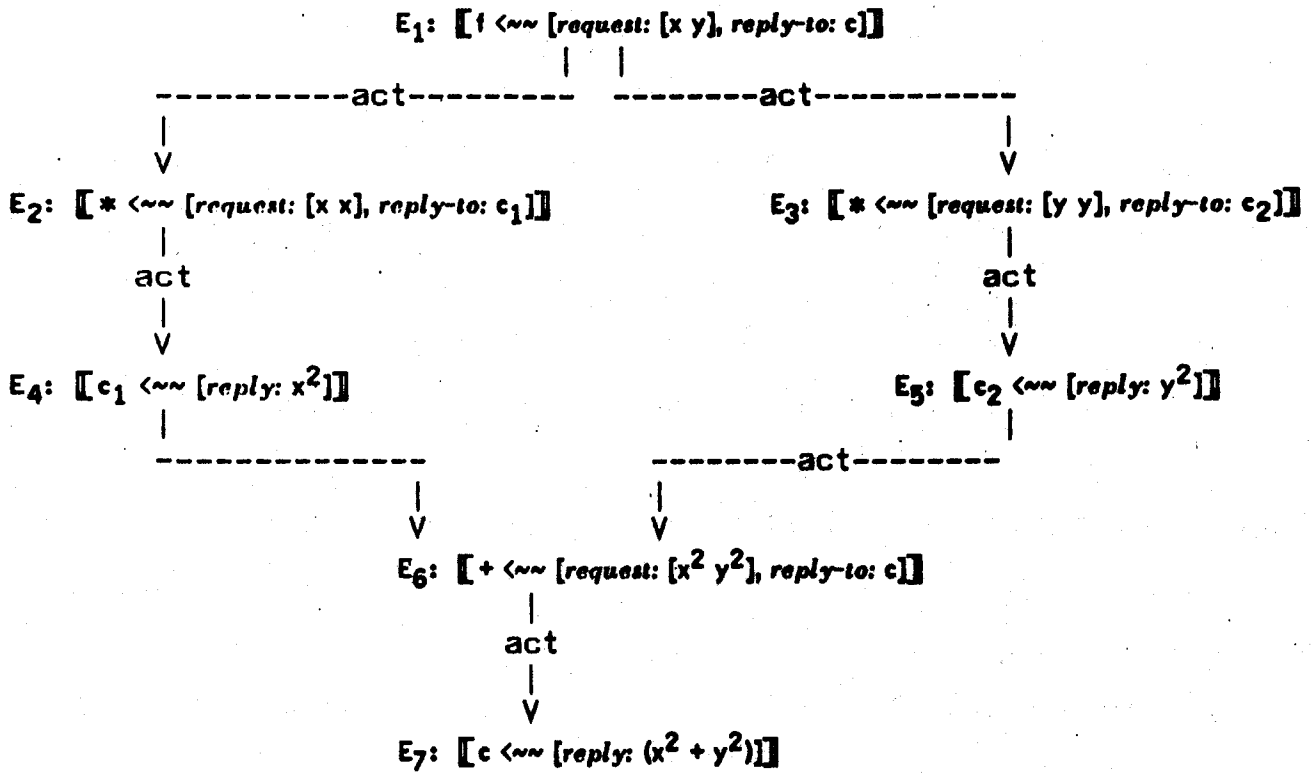 E₁: ⟦f <~~ [request: [x y], reply-to: c]⟧
act act
E₂: ⟦* <~~ [request: [x x], reply-to: c₁]⟧ E₃: ⟦* <~~ [request: [y y], reply-to: c₂]⟧
act act
E₄: ⟦c₁ <~~ [reply: x²]⟧ E₅: ⟦c₂ <~~ [reply: y²]⟧
act
E₆: ⟦+ <~~ [request: [x² y²], reply-to: c]⟧
act
E₇: ⟦c <~~ [reply: (x² + y²)]⟧